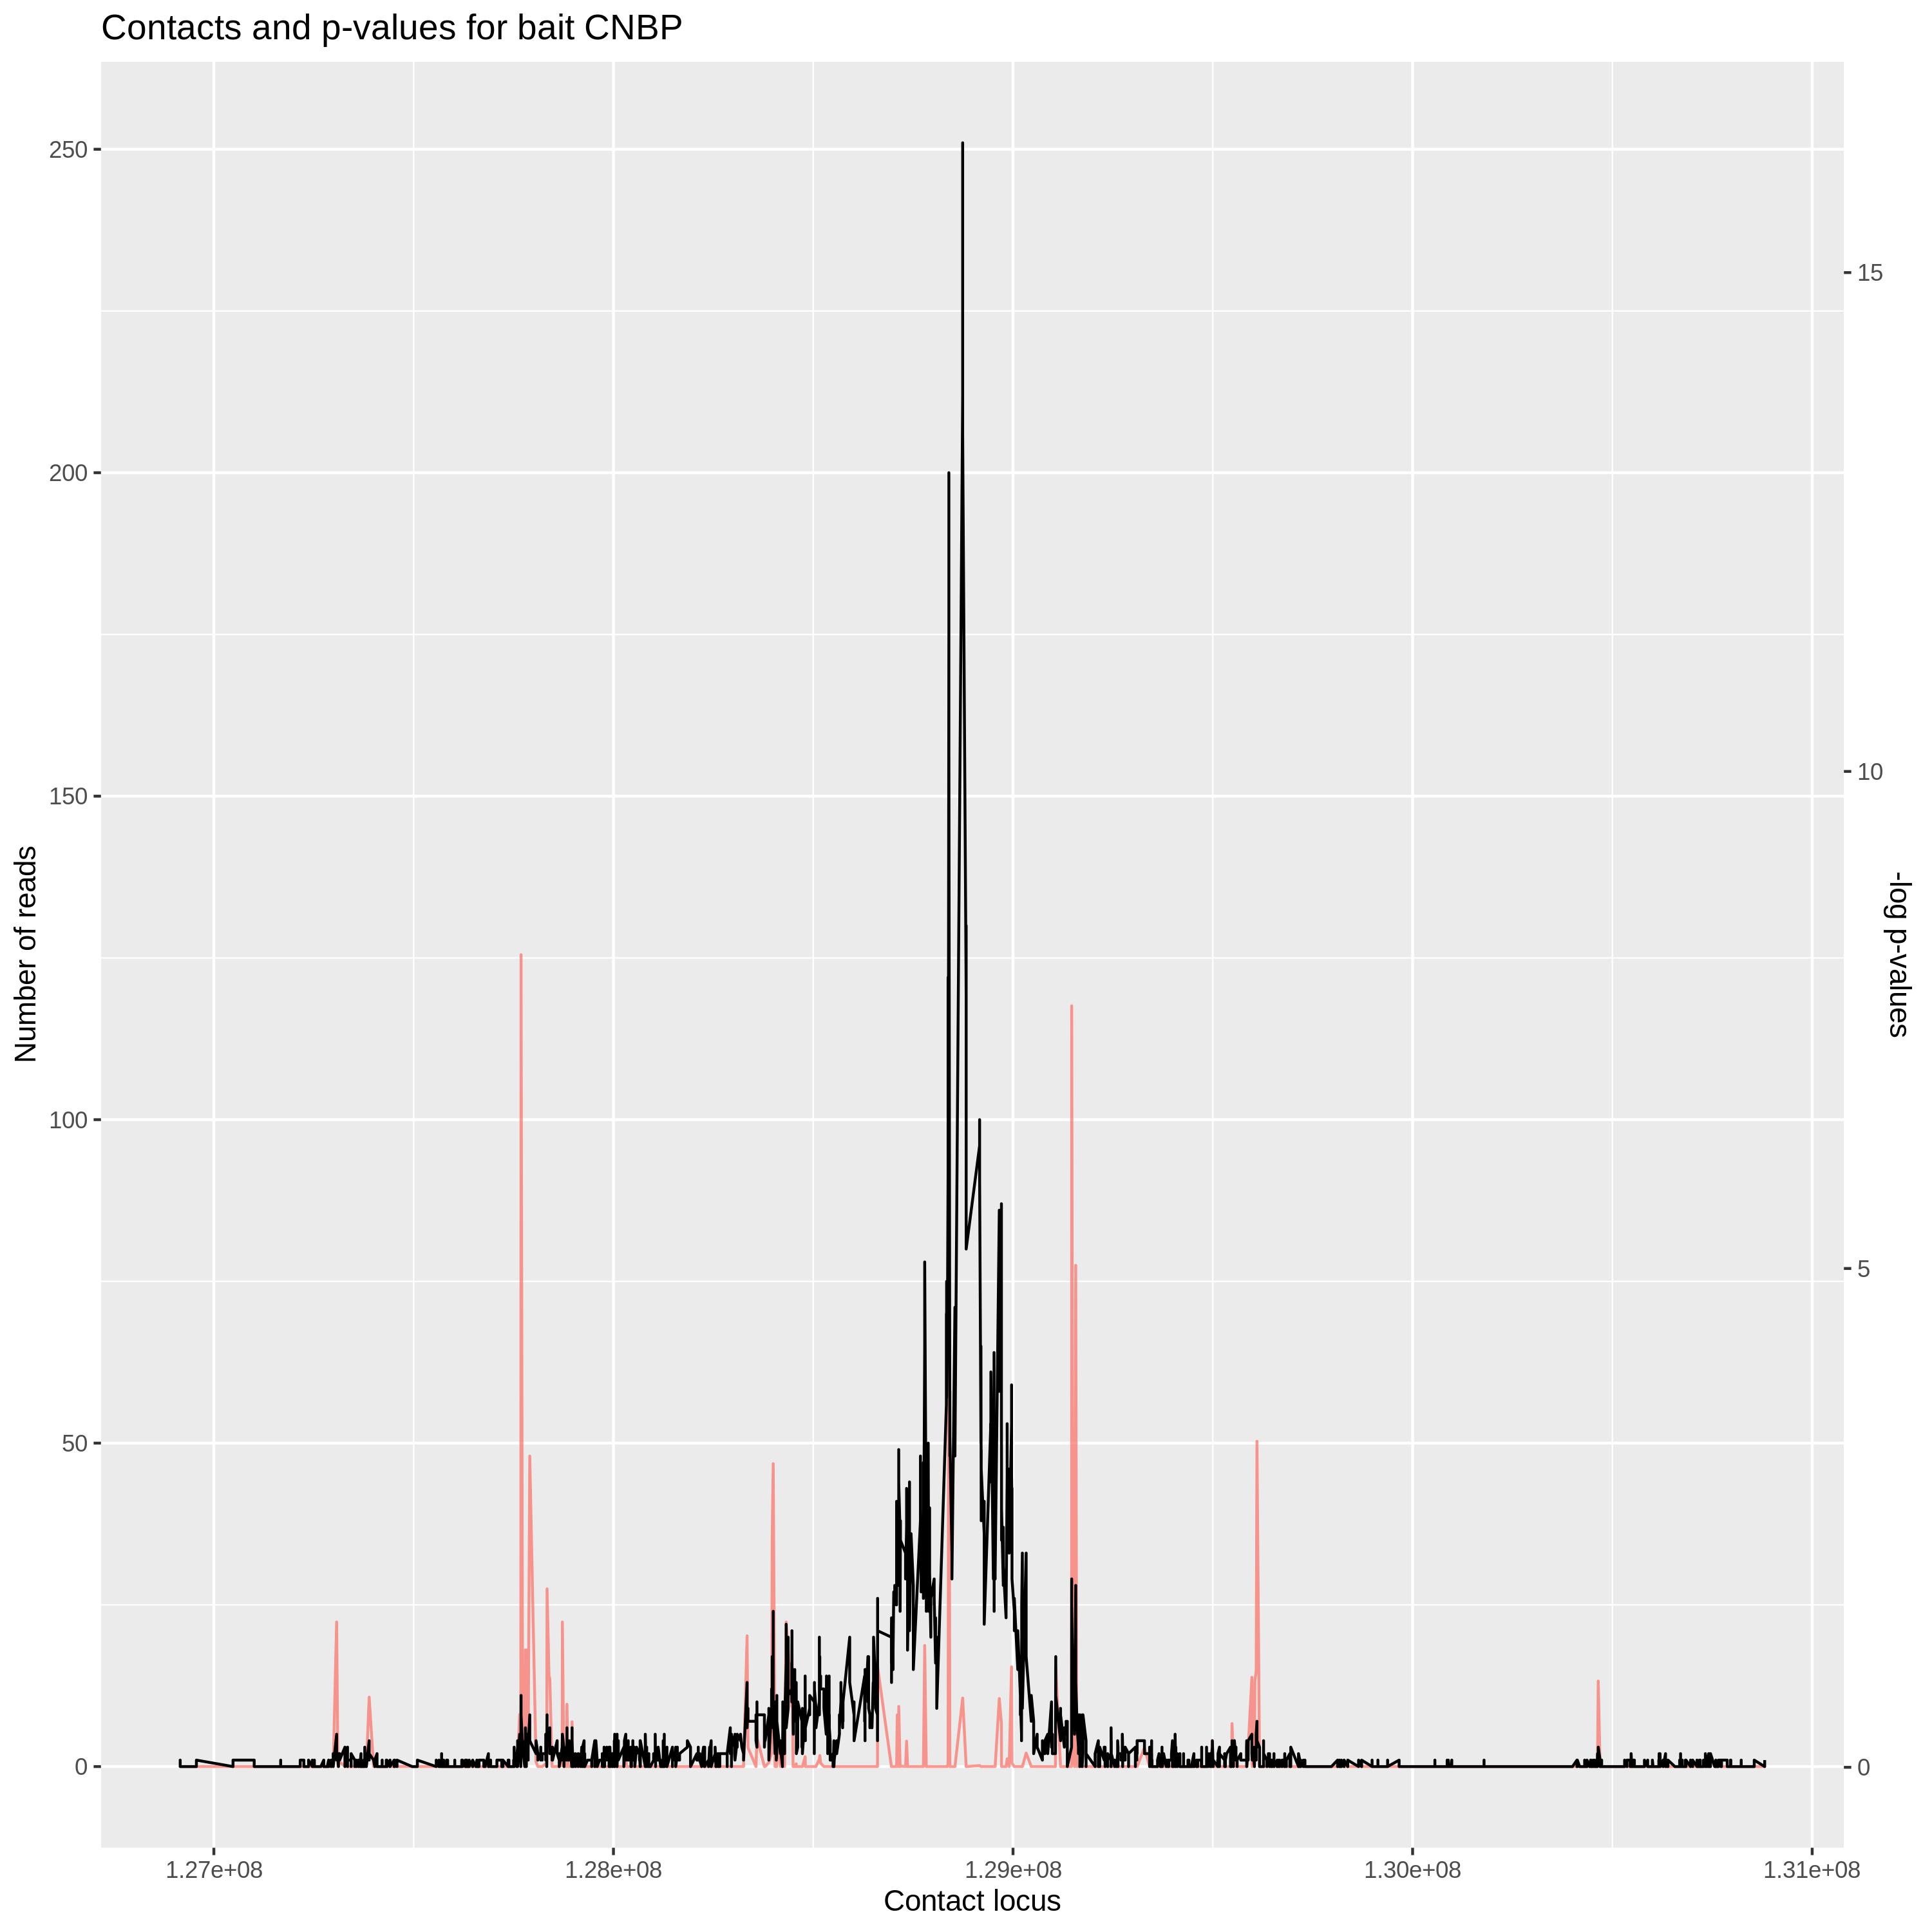 Contacts and p-values for bait CNBP
250
200
150
100
50
0
Number of reads
15
10
5
0
-log p-values
1.27e+08
1.28e+08
1.29e+08
1.30e+08
1.31e+08
Contact locus